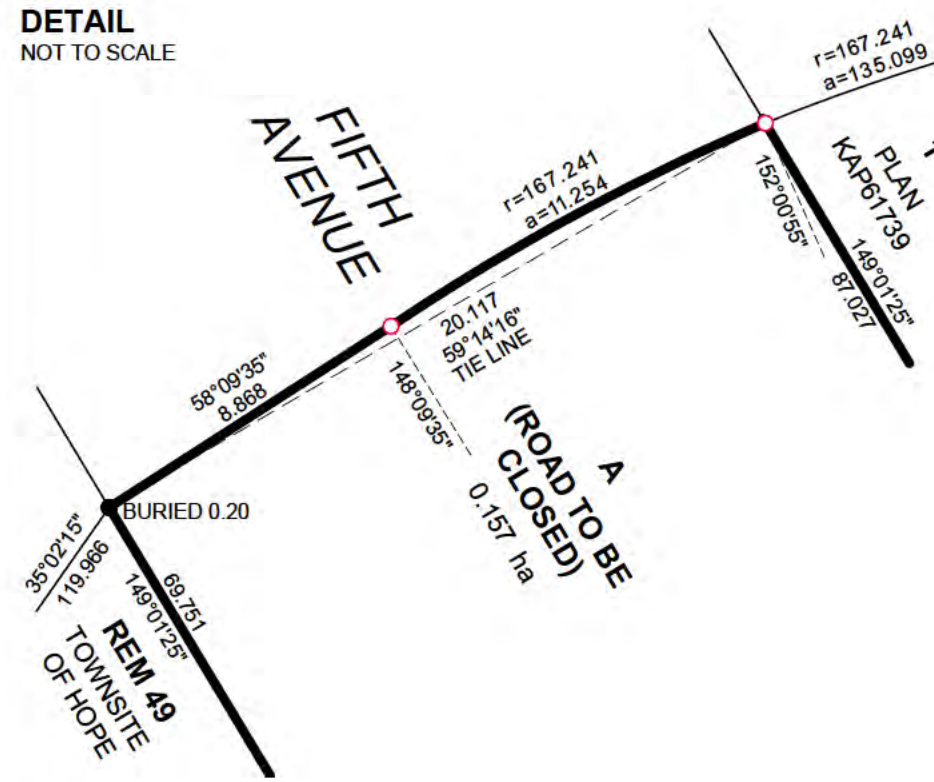 DETAIL
NOT TO SCALE
FIFTH
AVENUE
r=167.241
a=135.099
r=167.241
a=11.254
PLAN
KAP61739
152°00'55"
149°01'25"
87.027
20.117
59°14'16"
TIE LINE
58°09'35"
8.868
148°09'35"
A
(ROAD TO BE
CLOSED)
0.157 ha
BURIED 0.20
35°02'15"
119.966
69.751
149°01'25"
REM 49
TOWNSITE
OF HOPE